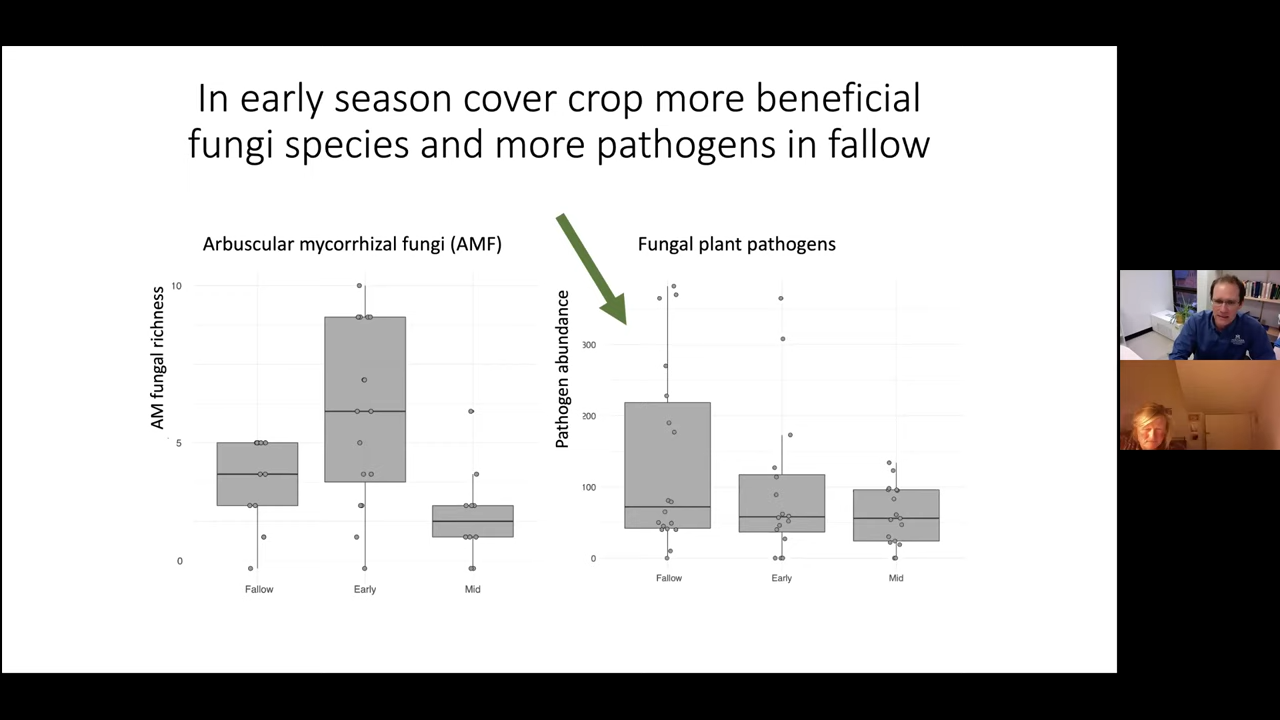 In early season cover crop more beneficial
fungi species and more pathogens in fallow
Arbuscular mycorrhizal fungi (AMF)
AM fungal richness
10
5
0
Fallow
Early
Mid
Fungal plant pathogens
Pathogen abundance
300
200
100
0
Fallow
Early
Mid